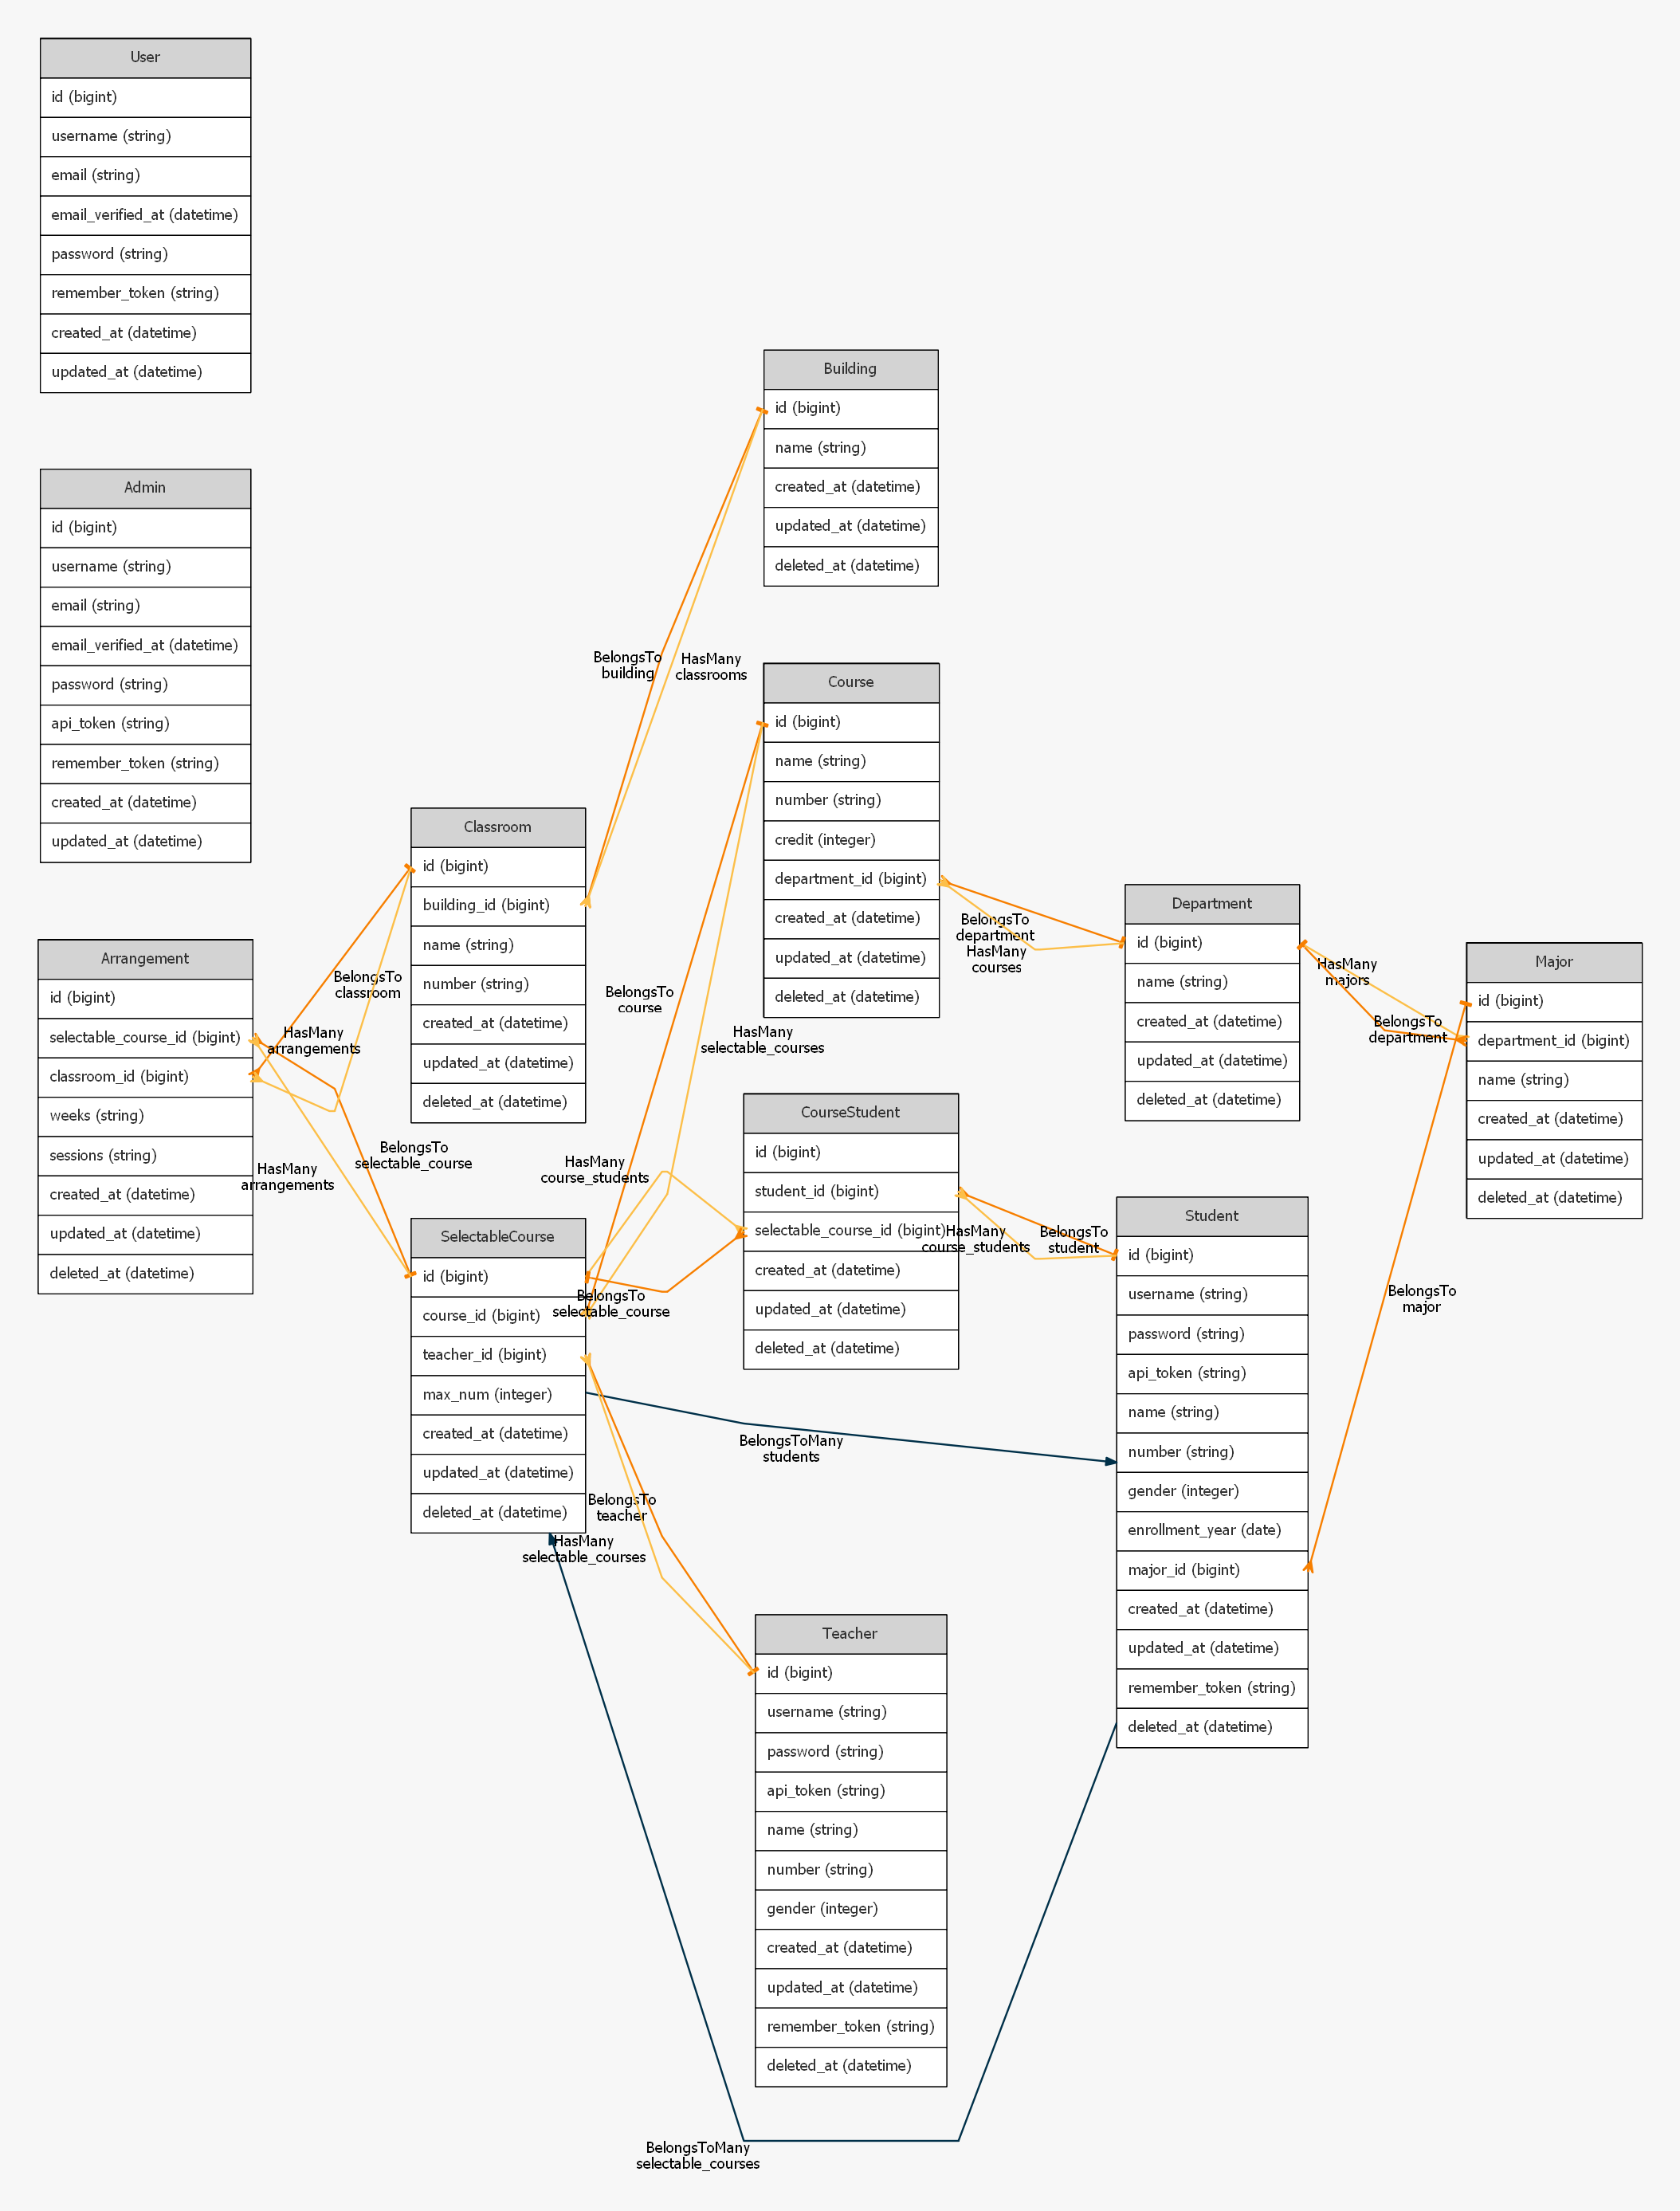 User
id (bigint)
username (string)
email (string)
email_verified_at (datetime)
password (string)
remember_token (string)
created_at (datetime)
updated_at (datetime)
Admin
id (bigint)
username (string)
email (string)
email_verified_at (datetime)
password (string)
api_token (string)
remember_token (string)
created_at (datetime)
updated_at (datetime)
Arrangement
id (bigint)
selectable_course_id (bigint)
classroom_id (bigint)
weeks (string)
sessions (string)
created_at (datetime)
updated_at (datetime)
deleted_at (datetime)
BelongsTo
classroom
HasMany
arrangements
BelongsTo
selectable_course
HasMany
arrangements
Classroom
id (bigint)
building_id (bigint)
name (string)
number (string)
created_at (datetime)
updated_at (datetime)
deleted_at (datetime)
SelectableCourse
id (bigint)
course_id (bigint)
teacher_id (bigint)
max_num (integer)
created_at (datetime)
updated_at (datetime)
deleted_at (datetime)
BelongsTo
building
HasMany
classrooms
BelongsTo
course
HasMany
selectable_courses
HasMany
course_students
BelongsTo
selectable_course
BelongsToMany
students
BelongsTo
teacher
HasMany
selectable_courses
BelongsToMany
selectable_courses
Building
id (bigint)
name (string)
created_at (datetime)
updated_at (datetime)
deleted_at (datetime)
Course
id (bigint)
name (string)
number (string)
credit (integer)
department_id (bigint)
created_at (datetime)
updated_at (datetime)
deleted_at (datetime)
CourseStudent
id (bigint)
student_id (bigint)
selectable_course_id (bigint)
created_at (datetime)
updated_at (datetime)
deleted_at (datetime)
Teacher
id (bigint)
username (string)
password (string)
api_token (string)
name (string)
number (string)
gender (integer)
created_at (datetime)
updated_at (datetime)
remember_token (string)
deleted_at (datetime)
BelongsTo
department
HasMany
courses
HasMany
course_students
BelongsTo
student
Department
id (bigint)
name (string)
created_at (datetime)
updated_at (datetime)
deleted_at (datetime)
Student
id (bigint)
username (string)
password (string)
api_token (string)
name (string)
number (string)
gender (integer)
enrollment_year (date)
major_id (bigint)
created_at (datetime)
updated_at (datetime)
remember_token (string)
deleted_at (datetime)
HasMany
majors
BelongsTo
department
BelongsTo
major
Major
id (bigint)
department_id (bigint)
name (string)
created_at (datetime)
updated_at (datetime)
deleted_at (datetime)